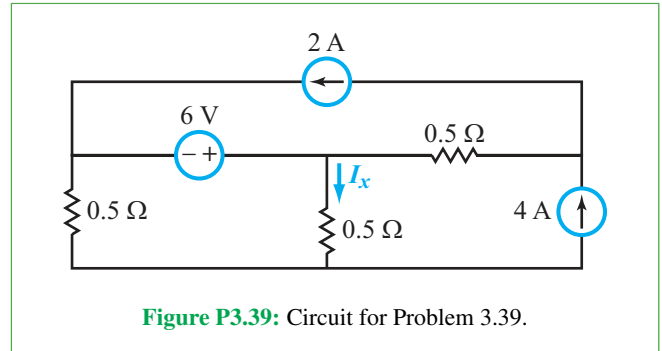 2 A
6 V
0.5 Ω
− +
Ix
0.5 Ω
4 A
0.5 Ω
Figure P3.39: Circuit for Problem 3.39.